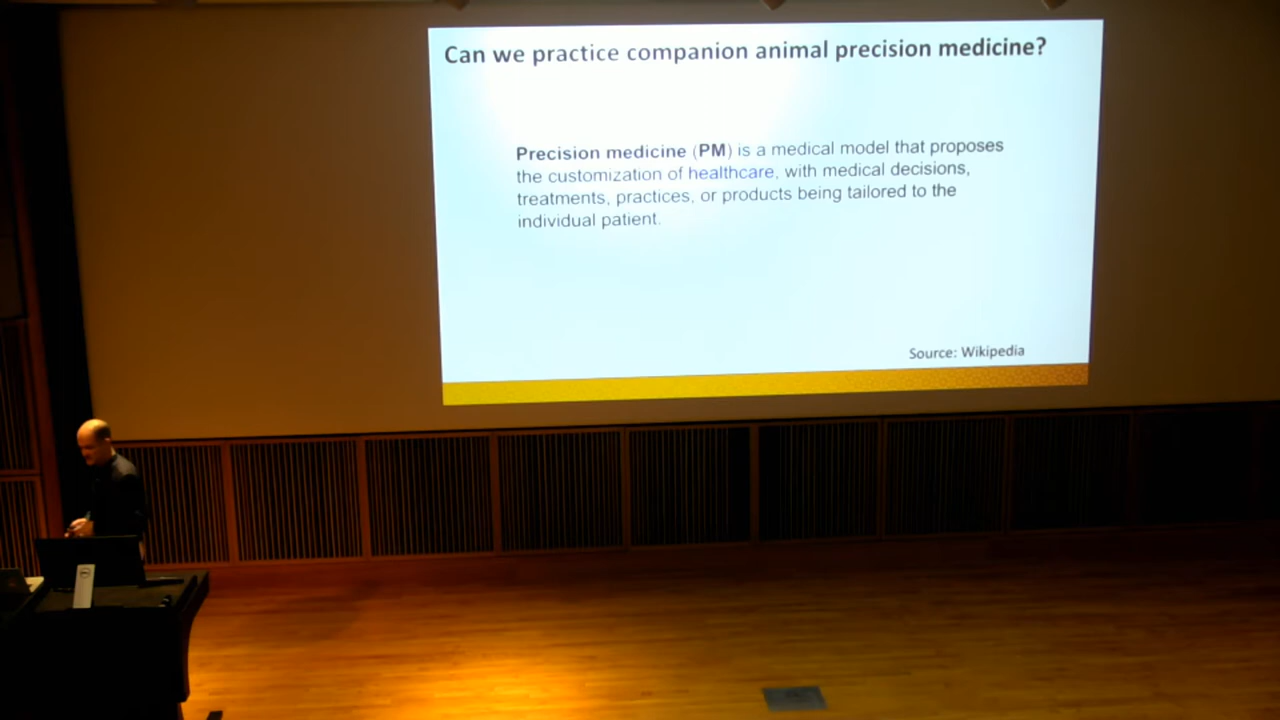 Can we practice companion animal precision medicine?
Precision medicine (PM) is a medical model that proposes
the customization of healthcare, with medical decisions,
treatments, practices, or products being tailored to the
individual patient.
Source: Wikipedia